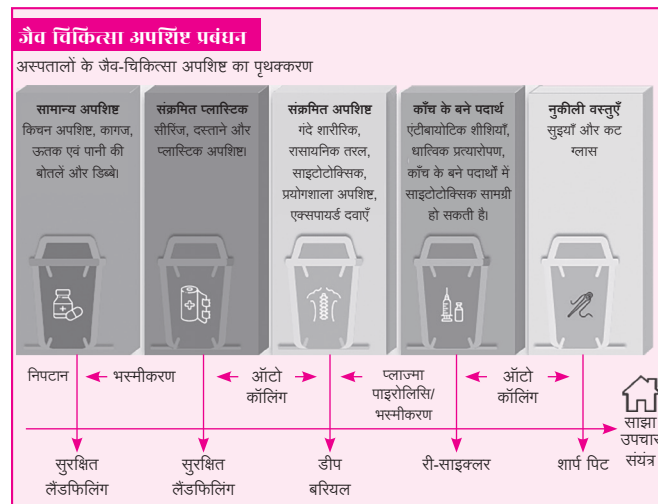 जैव चिकित्सा अपशिष्ट प्रबंधन
अस्पतालों के जैव-चिकित्सा अपशिष्ट का पृथक्करण
सामान्य अपशिष्ट
किचन अपशिष्ट, कागज,
ऊतक एवं पानी की
बोतलें और डिब्बे।
संक्रमित प्लास्टिक
सीरिंज, दस्ताने और
प्लास्टिक अपशिष्ट।
संक्रमित अपशिष्ट
गंदे शारीरिक,
रासायनिक तरल,
साइटोटोक्सिक,
प्रयोगशाला अपशिष्ट,
एक्सपायर्ड दवाएँ
काँच के बने पदार्थ
एंटीबायोटिक शीशियाँ,
धात्विक प्रत्यारोपण,
काँच के बने पदार्थों में
साइटोटोक्सिक सामग्री
हो सकती है।
नुकीली वस्तुएँ
सुइयाँ और कट
ग्लास
निपटान
भस्मीकरण
ऑटो
कॉलिंग
प्लाज्मा
पाइरोलिसि/
भस्मीकरण
ऑटो
कॉलिंग
साझा
उपचार
संयंत्र
सुरक्षित
लैंडफिलिंग
सुरक्षित
लैंडफिलिंग
डीप
बरियल
री-साइक्लर
शार्प पिट